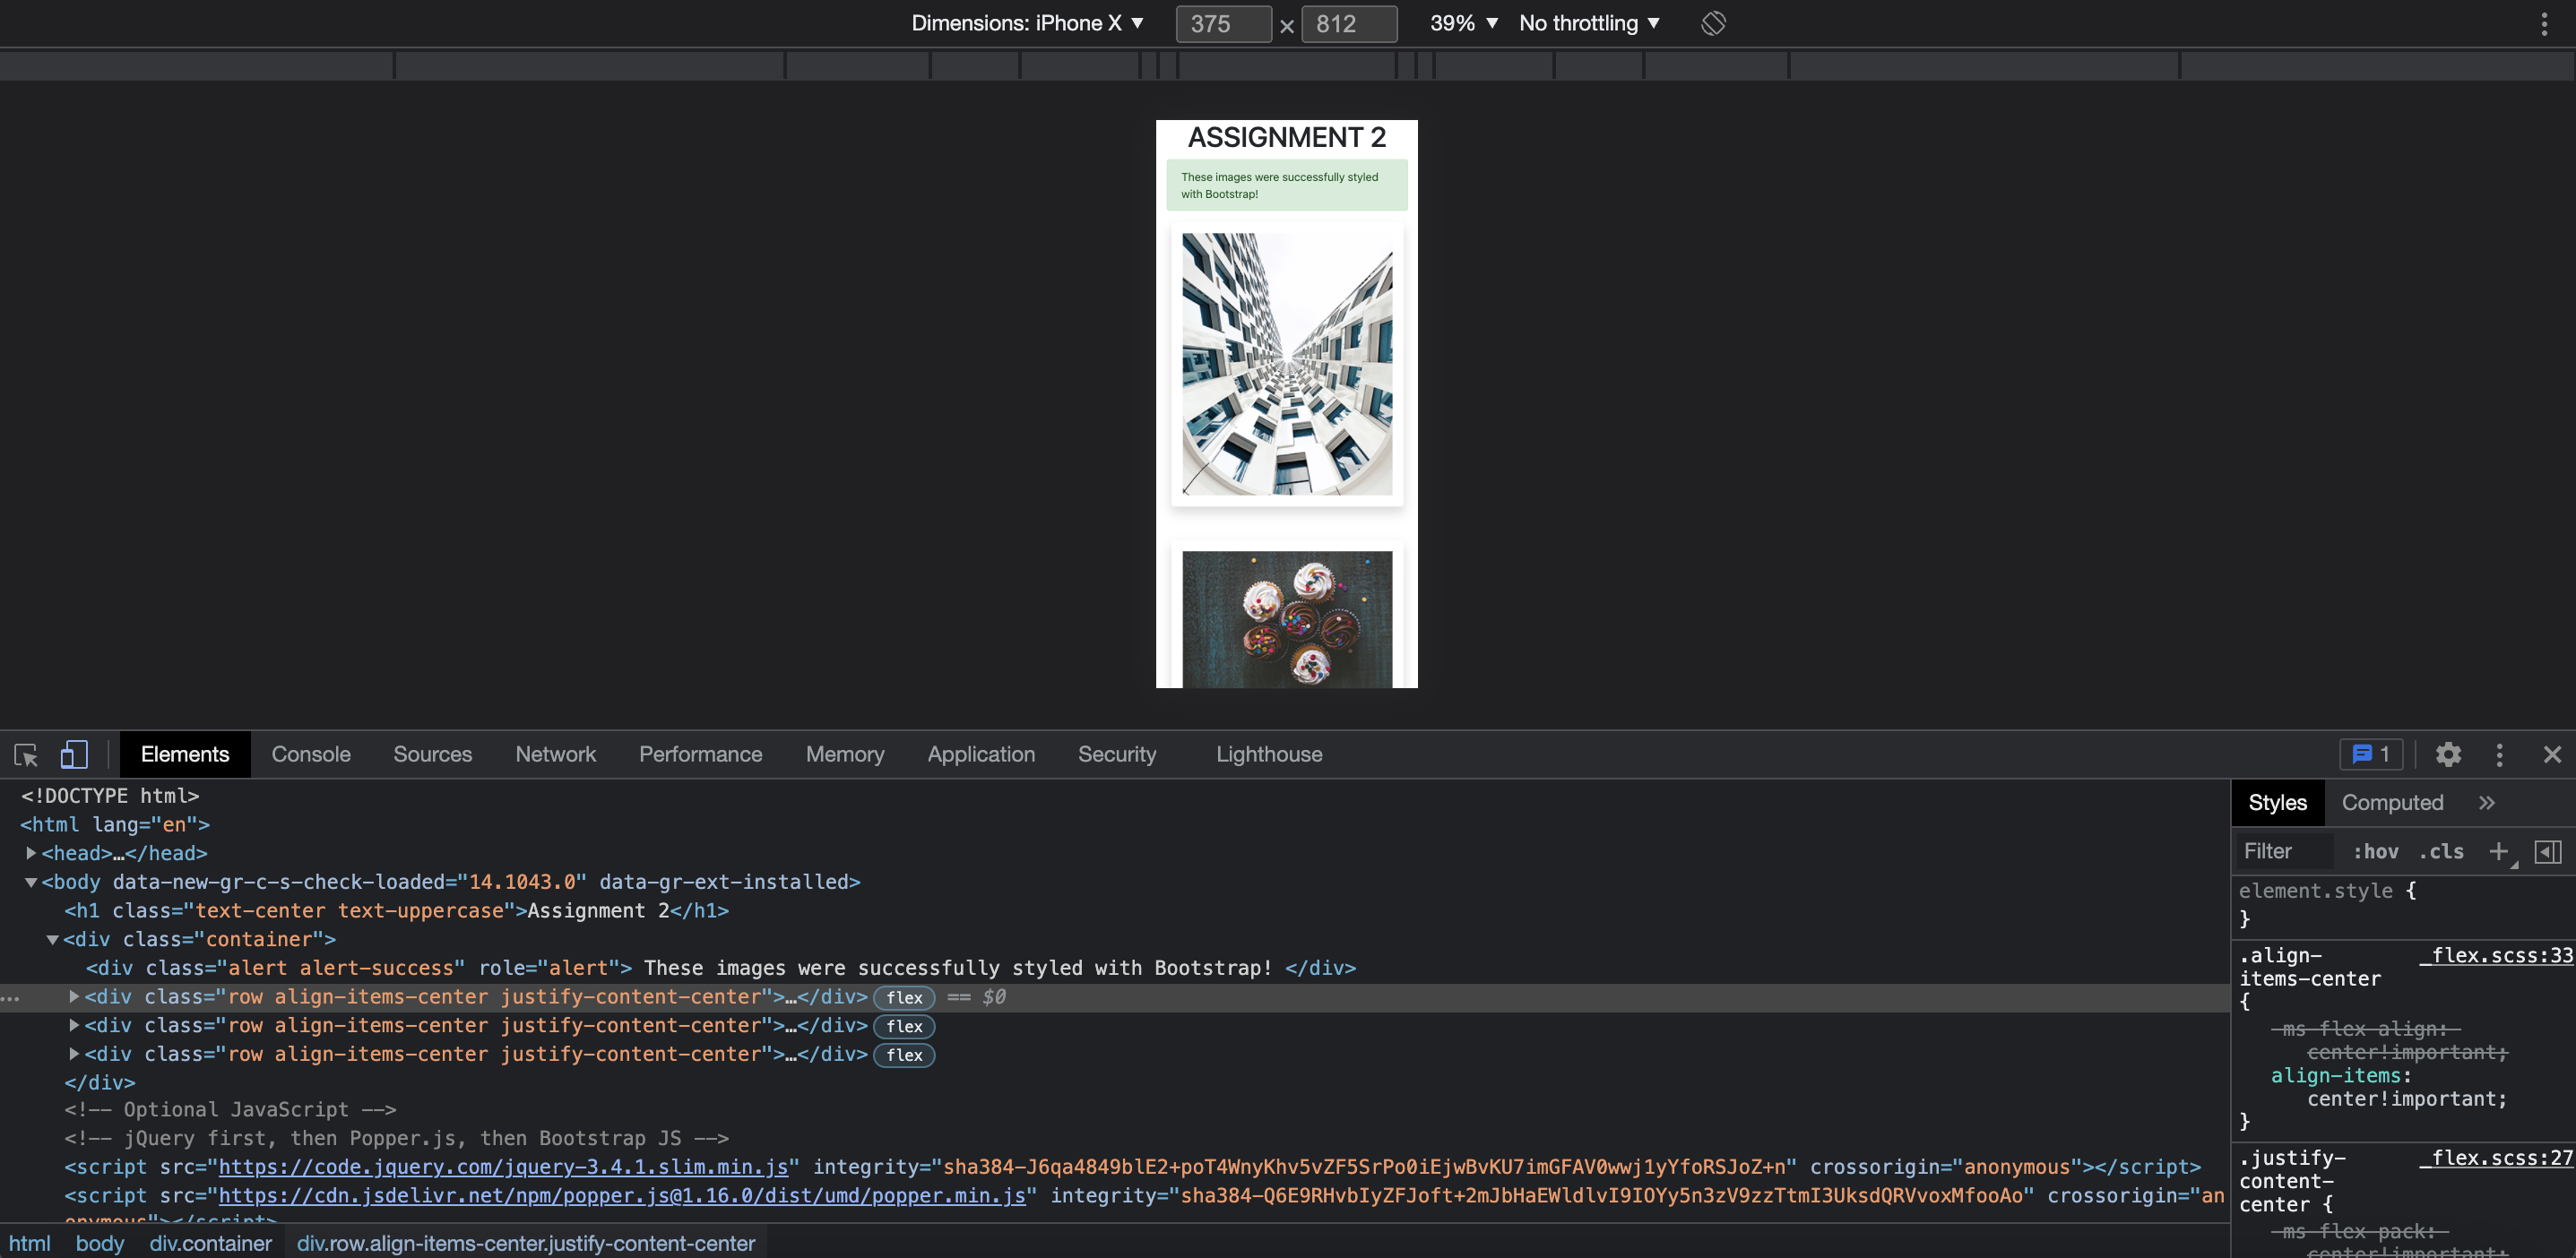 Dimensions: iPhone X ▼ 375 × 812 39% ▼ No throttling ▼
ASSIGNMENT 2
These images were successfully styled
with Bootstrap!
Elements Console Sources Network Performance Memory Application Security Lighthouse 1
<!DOCTYPE html>
<html lang="en">
<head>…</head>
<body data-new-gr-c-s-check-loaded="14.1043.0" data-gr-ext-installed>
<h1 class="text-center text-uppercase">Assignment 2</h1>
<div class="container">
<div class="alert alert-success" role="alert"> These images were successfully styled with Bootstrap! </div>
<div class="row align-items-center justify-content-center">…</div> flex == $0
<div class="row align-items-center justify-content-center">…</div> flex
<div class="row align-items-center justify-content-center">…</div> flex
</div>
<!-- Optional JavaScript -->
<!-- jQuery first, then Popper.js, then Bootstrap JS -->
<script src="https://code.jquery.com/jquery-3.4.1.slim.min.js" integrity="sha384-J6qa4849blE2+poT4WnyKhv5vZF5SrPo0iEjwBvKU7imGFAV0wwj1yYfoRSJoZ+n" crossorigin="anonymous"></script>
<script src="https://cdn.jsdelivr.net/npm/popper.js@1.16.0/dist/umd/popper.min.js" integrity="sha384-Q6E9RHvbIyZFJoft+2mJbHaEWldlvI9IOYy5n3zV9zzTtmI3UksdQRVvoxMfooAo" crossorigin="an
onymous"></script>
html body div.container div.row.align-items-center.justify-content-center
Styles Computed »
Filter :hov .cls +
element.style {
}
.align- _flex.scss:33
items-center
{
-ms-flex-align:
center!important;
align-items:
center!important;
}
.justify- _flex.scss:27
content-
center {
-ms-flex-pack:
center!important;